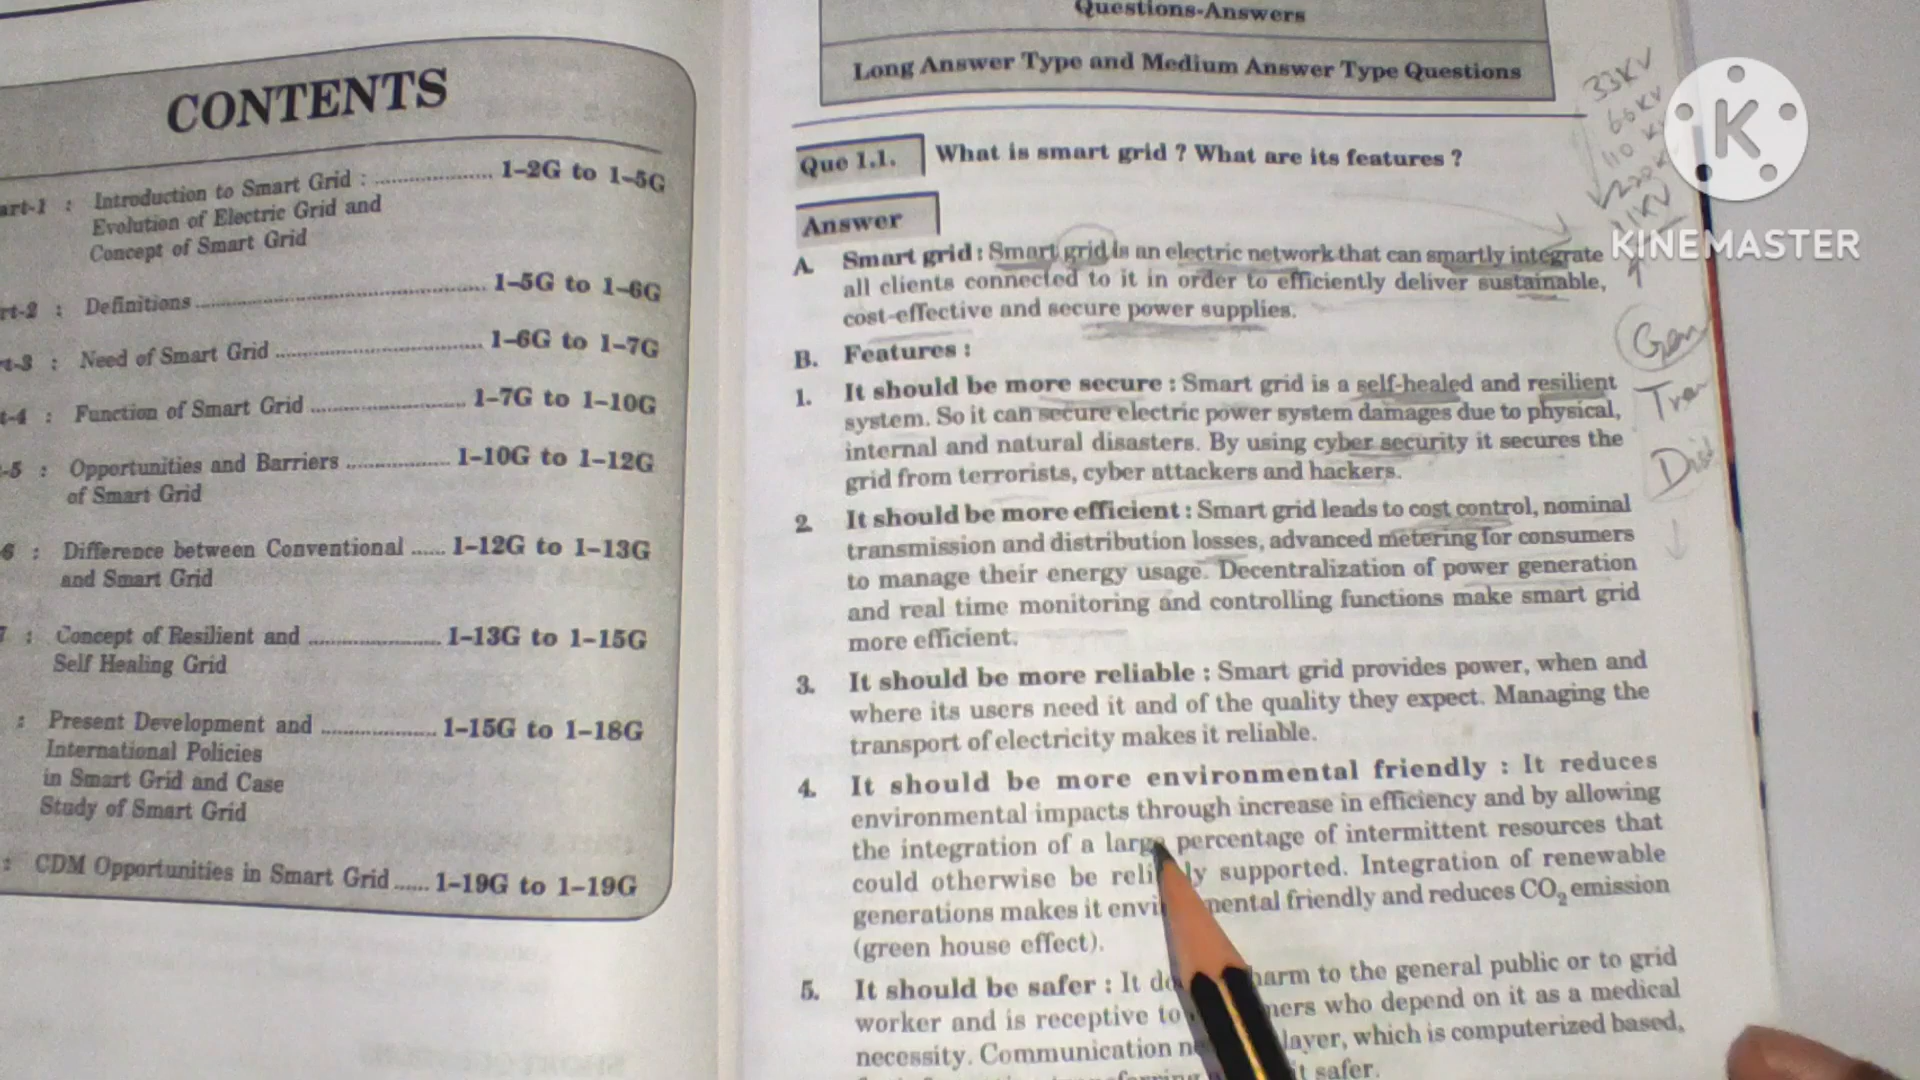 CONTENTS
art-1 : Introduction to Smart Grid : .................... 1–2G to 1–5G
Evolution of Electric Grid and
Concept of Smart Grid
rt-2 : Definitions .................................................. 1–5G to 1–6G
rt-3 : Need of Smart Grid ................................... 1–6G to 1–7G
t-4 : Function of Smart Grid .......................... 1–7G to 1–10G
-5 : Opportunities and Barriers .................. 1–10G to 1–12G
of Smart Grid
6 : Difference between Conventional ...... 1–12G to 1–13G
and Smart Grid
7 : Concept of Resilient and ...................... 1–13G to 1–15G
Self Healing Grid
: Present Development and .................... 1–15G to 1–18G
International Policies
in Smart Grid and Case
Study of Smart Grid
: CDM Opportunities in Smart Grid ...... 1–19G to 1–19G
Questions-Answers
Long Answer Type and Medium Answer Type Questions
Que 1.1. What is smart grid ? What are its features ?
Answer
A. Smart grid : Smart grid is an electric network that can smartly integrate
all clients connected to it in order to efficiently deliver sustainable,
cost-effective and secure power supplies.
B. Features :
1. It should be more secure : Smart grid is a self-healed and resilient
system. So it can secure electric power system damages due to physical,
internal and natural disasters. By using cyber security it secures the
grid from terrorists, cyber attackers and hackers.
2. It should be more efficient : Smart grid leads to cost control, nominal
transmission and distribution losses, advanced metering for consumers
to manage their energy usage. Decentralization of power generation
and real time monitoring and controlling functions make smart grid
more efficient.
3. It should be more reliable : Smart grid provides power, when and
where its users need it and of the quality they expect. Managing the
transport of electricity makes it reliable.
4. It should be more environmental friendly : It reduces
environmental impacts through increase in efficiency and by allowing
the integration of a large percentage of intermittent resources that
could otherwise be reli ly supported. Integration of renewable
generations makes it envi mental friendly and reduces CO₂ emission
(green house effect).
5. It should be safer : It do harm to the general public or to grid
worker and is receptive to ners who depend on it as a medical
necessity. Communication ne layer, which is computerized based,
it safer.
33KV
66KV
110 K
220K
KV
Gen
Tran
Dist
K
KINEMASTER